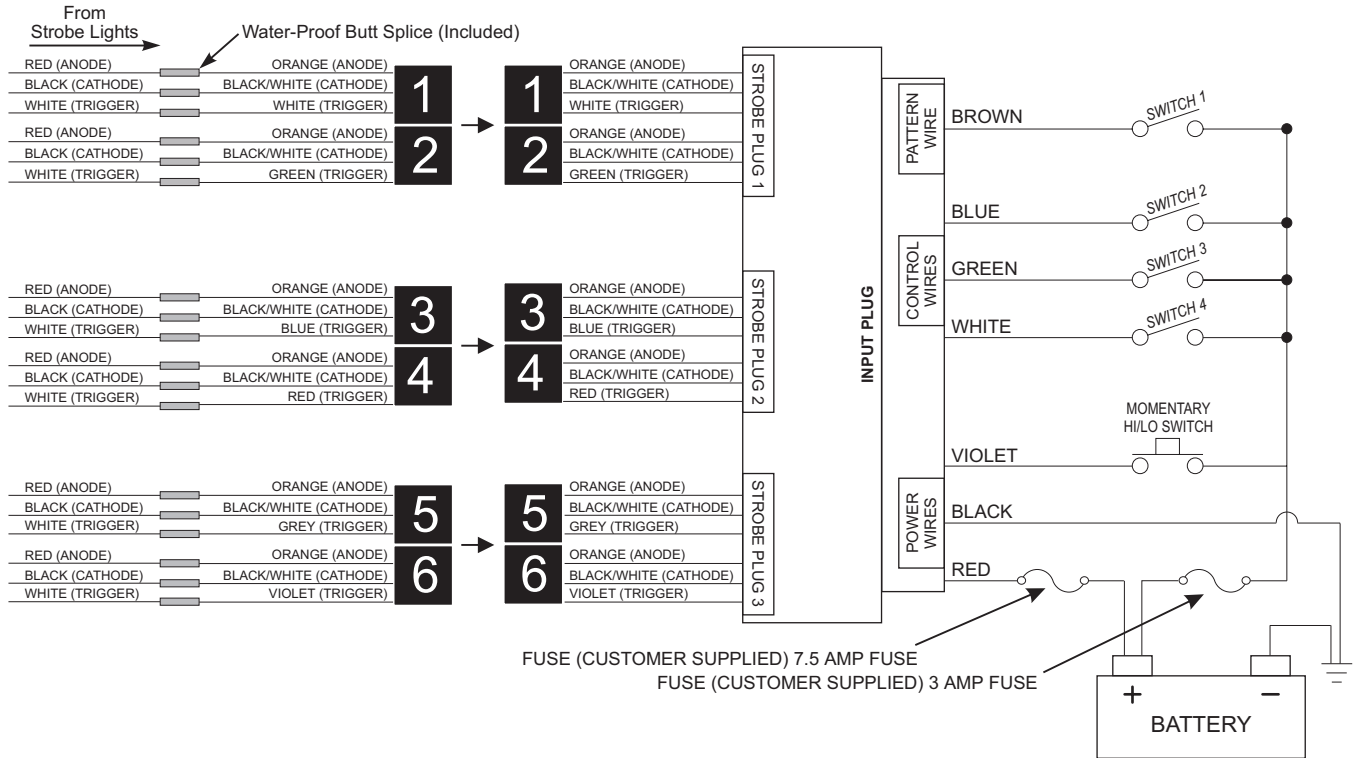 From
Strobe Lights
Water-Proof Butt Splice (Included)
RED (ANODE)
BLACK (CATHODE)
WHITE (TRIGGER)
RED (ANODE)
BLACK (CATHODE)
WHITE (TRIGGER)
ORANGE (ANODE)
BLACK/WHITE (CATHODE)
WHITE (TRIGGER)
ORANGE (ANODE)
BLACK/WHITE (CATHODE)
GREEN (TRIGGER)
1
2
1
2
ORANGE (ANODE)
BLACK/WHITE (CATHODE)
WHITE (TRIGGER)
ORANGE (ANODE)
BLACK/WHITE (CATHODE)
GREEN (TRIGGER)
STROBE PLUG 1
RED (ANODE)
BLACK (CATHODE)
WHITE (TRIGGER)
RED (ANODE)
BLACK (CATHODE)
WHITE (TRIGGER)
ORANGE (ANODE)
BLACK/WHITE (CATHODE)
BLUE (TRIGGER)
ORANGE (ANODE)
BLACK/WHITE (CATHODE)
RED (TRIGGER)
3
4
3
4
ORANGE (ANODE)
BLACK/WHITE (CATHODE)
BLUE (TRIGGER)
ORANGE (ANODE)
BLACK/WHITE (CATHODE)
RED (TRIGGER)
STROBE PLUG 2
RED (ANODE)
BLACK (CATHODE)
WHITE (TRIGGER)
RED (ANODE)
BLACK (CATHODE)
WHITE (TRIGGER)
ORANGE (ANODE)
BLACK/WHITE (CATHODE)
GREY (TRIGGER)
ORANGE (ANODE)
BLACK/WHITE (CATHODE)
VIOLET (TRIGGER)
5
6
5
6
ORANGE (ANODE)
BLACK/WHITE (CATHODE)
GREY (TRIGGER)
ORANGE (ANODE)
BLACK/WHITE (CATHODE)
VIOLET (TRIGGER)
STROBE PLUG 3
INPUT PLUG
PATTERN
WIRE
BROWN
SWITCH 1
CONTROL
WIRES
BLUE
SWITCH 2
GREEN
SWITCH 3
WHITE
SWITCH 4
MOMENTARY
HI/LO SWITCH
VIOLET
POWER
WIRES
BLACK
RED
FUSE (CUSTOMER SUPPLIED) 7.5 AMP FUSE
FUSE (CUSTOMER SUPPLIED) 3 AMP FUSE
+
–
BATTERY